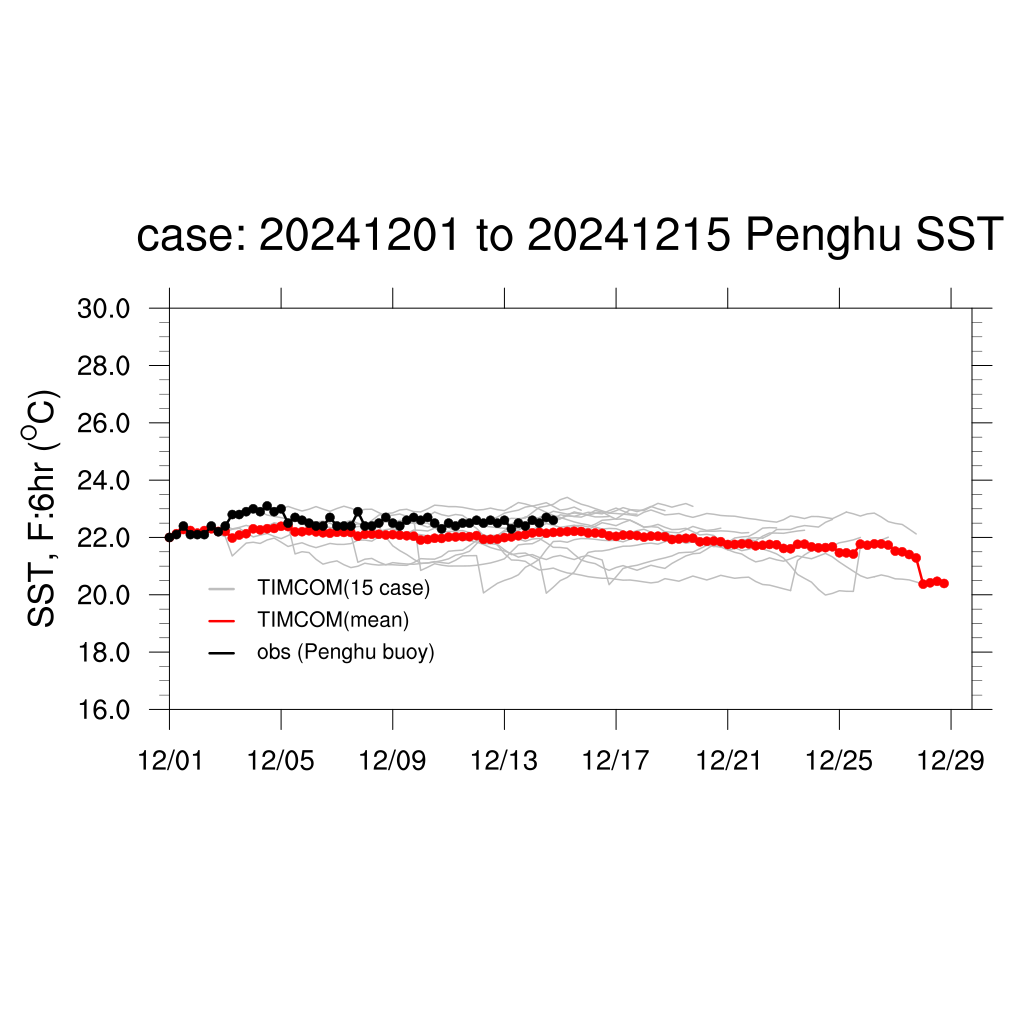 case: 20241201 to 20241215 Penghu SST
30.0
28.0
26.0
24.0
22.0
20.0
18.0
16.0
SST, F:6hr (°C)
TIMCOM(15 case)
TIMCOM(mean)
obs (Penghu buoy)
12/01 12/05 12/09 12/13 12/17 12/21 12/25 12/29